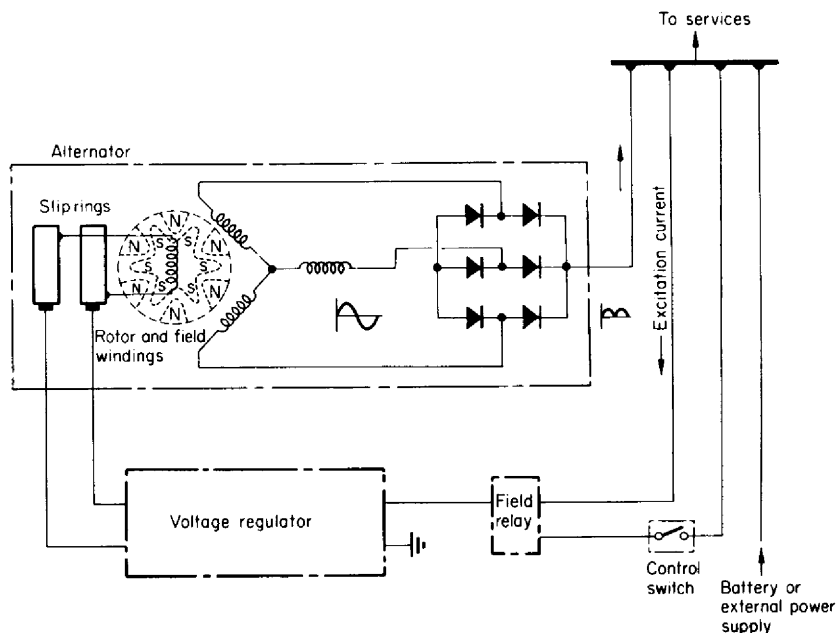 To services
Alternator
Sliprings
N
N
N
N
N
N
N
N
S
S
S
S
S
S
S
S
Rotor and field
windings
Excitation current
Voltage regulator
Field
relay
Control
switch
Battery or
external power
supply